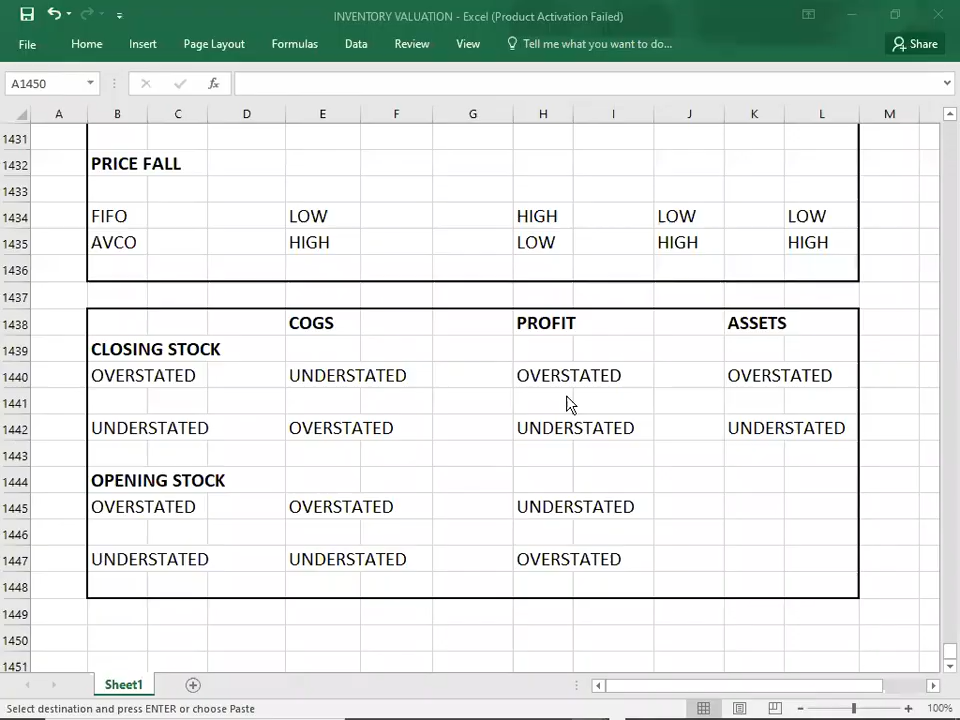 INVENTORY VALUATION - Excel (Product Activation Failed)
File Home Insert Page Layout Formulas Data Review View Tell me what you want to do... Share
A1450 fx
A B C D E F G H I J K L M
1431
1432 PRICE FALL
1433
1434 FIFO LOW HIGH LOW LOW
1435 AVCO HIGH LOW HIGH HIGH
1436
1437
1438 COGS PROFIT ASSETS
1439 CLOSING STOCK
1440 OVERSTATED UNDERSTATED OVERSTATED OVERSTATED
1441
1442 UNDERSTATED OVERSTATED UNDERSTATED UNDERSTATED
1443
1444 OPENING STOCK
1445 OVERSTATED OVERSTATED UNDERSTATED
1446
1447 UNDERSTATED UNDERSTATED OVERSTATED
1448
1449
1450
1451
Sheet1
Select destination and press ENTER or choose Paste 100%